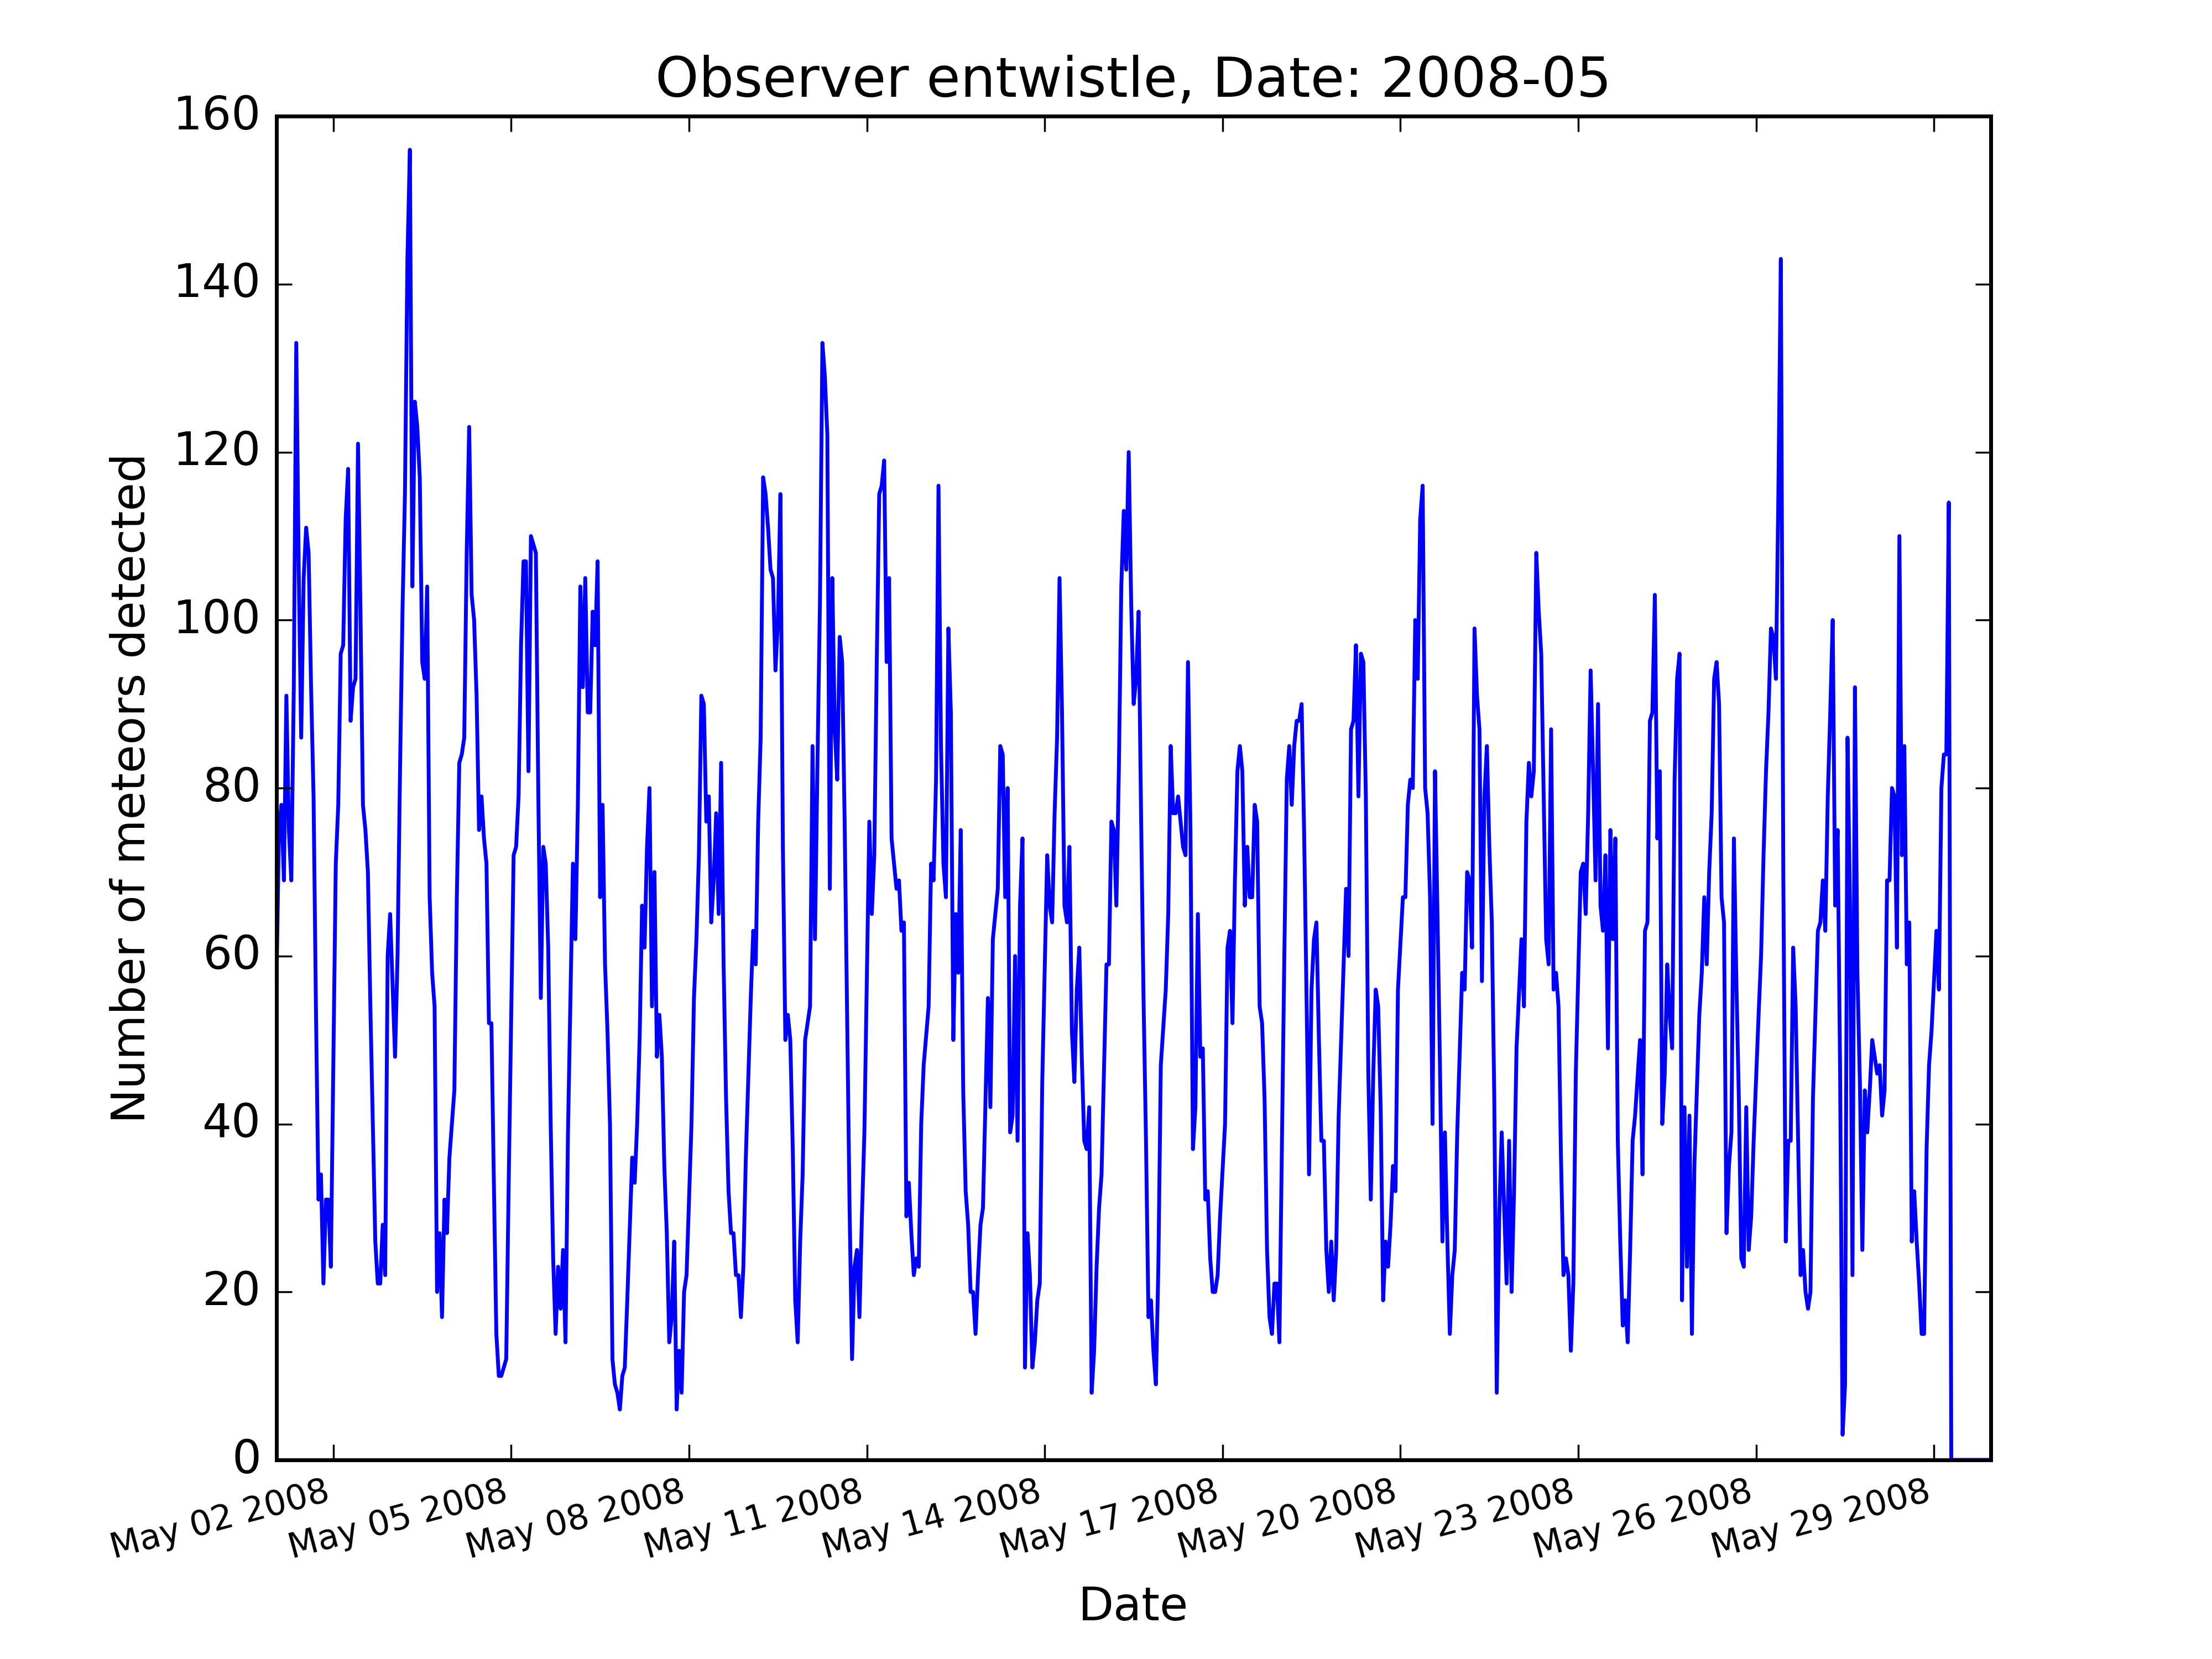 Observer entwistle, Date: 2008-05
160
140
120
100
80
60
40
20
0
Number of meteors detected
May 02 2008
May 05 2008
May 08 2008
May 11 2008
May 14 2008
May 17 2008
May 20 2008
May 23 2008
May 26 2008
May 29 2008
Date